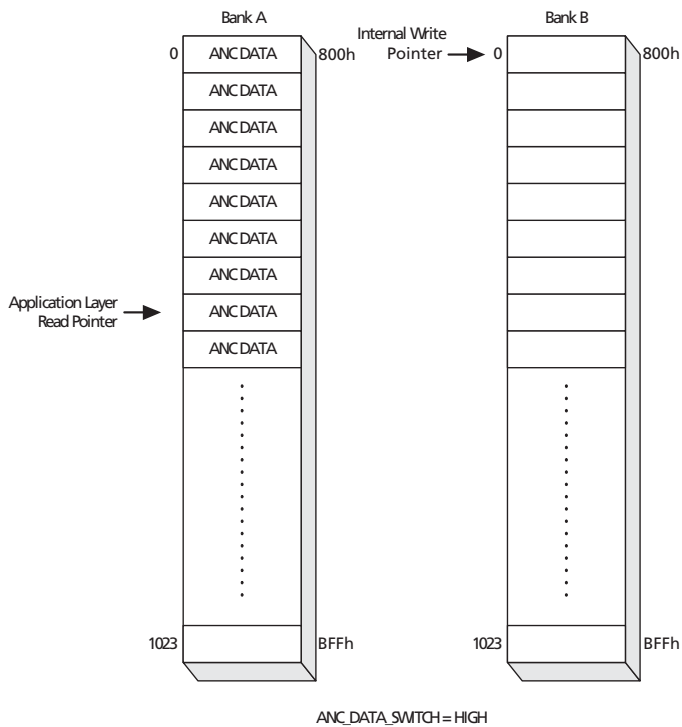 Bank A
0 ANC DATA 800h
ANC DATA
ANC DATA
ANC DATA
ANC DATA
ANC DATA
ANC DATA
Application Layer
Read Pointer
ANC DATA
ANC DATA
1023 BFFh
Bank B
Internal Write
Pointer
0 800h
1023 BFFh
ANC_DATA_SWITCH = HIGH